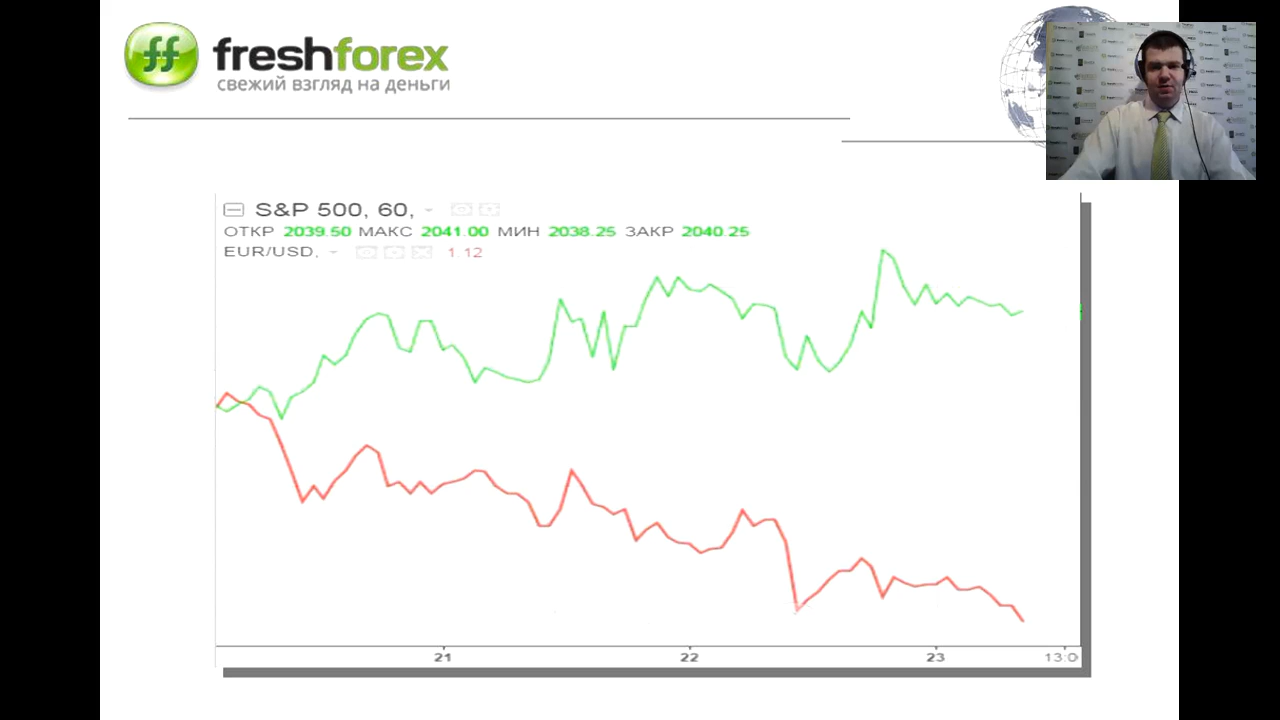 freshforex
свежий взгляд на деньги
S&P 500, 60,
ОТКР 2039.50 МАКС 2041.00 МИН 2038.25 ЗАКР 2040.25
EUR/USD, 1.12
21 22 23 13:0